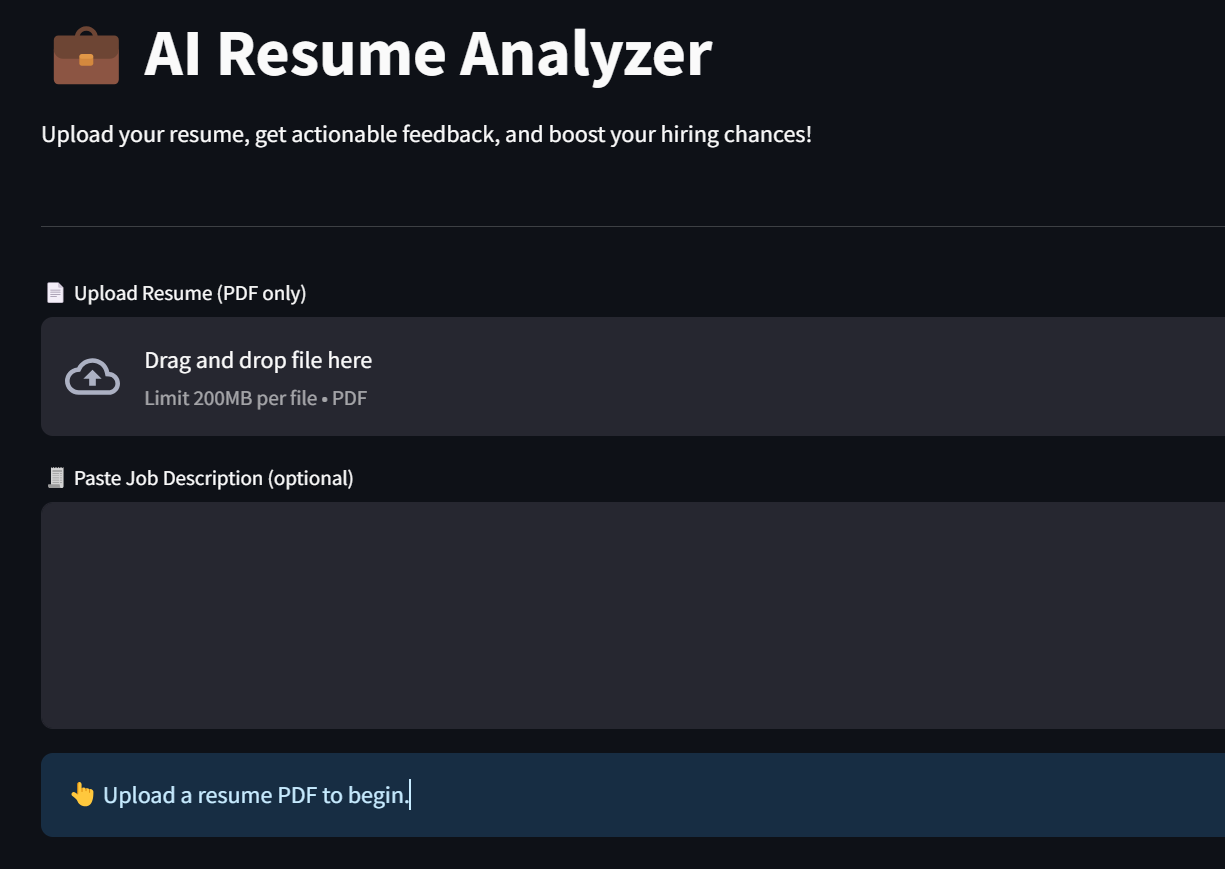 AI Resume Analyzer
Upload your resume, get actionable feedback, and boost your hiring chances!
Upload Resume (PDF only)
Drag and drop file here
Limit 200MB per file • PDF
Paste Job Description (optional)
Upload a resume PDF to begin.